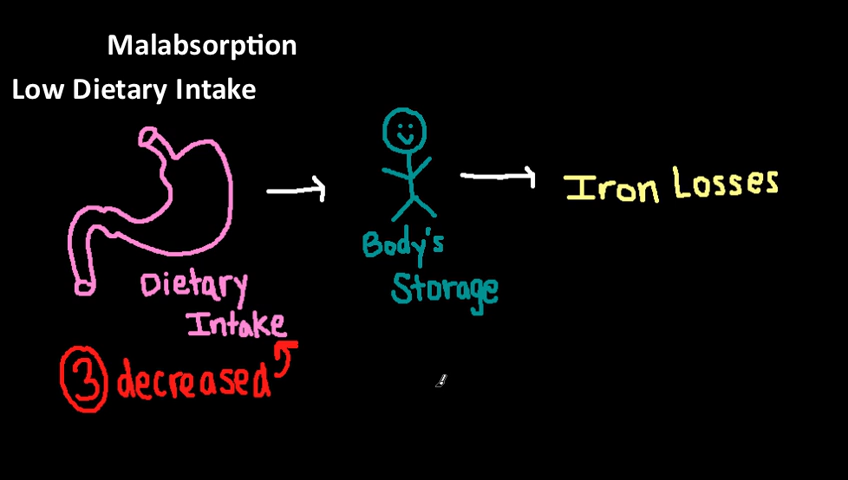 Malabsorption
Low Dietary Intake
Dietary
Intake
3 decreased
Body's
Storage
Iron Losses